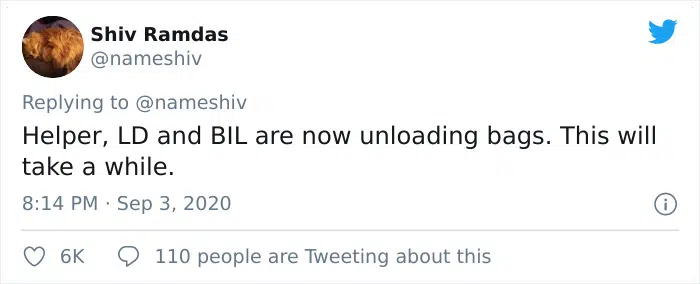 Shiv Ramdas
@nameshiv
Replying to @nameshiv
Helper, LD and BIL are now unloading bags. This will
take a while.
8:14 PM · Sep 3, 2020
6K 110 people are Tweeting about this